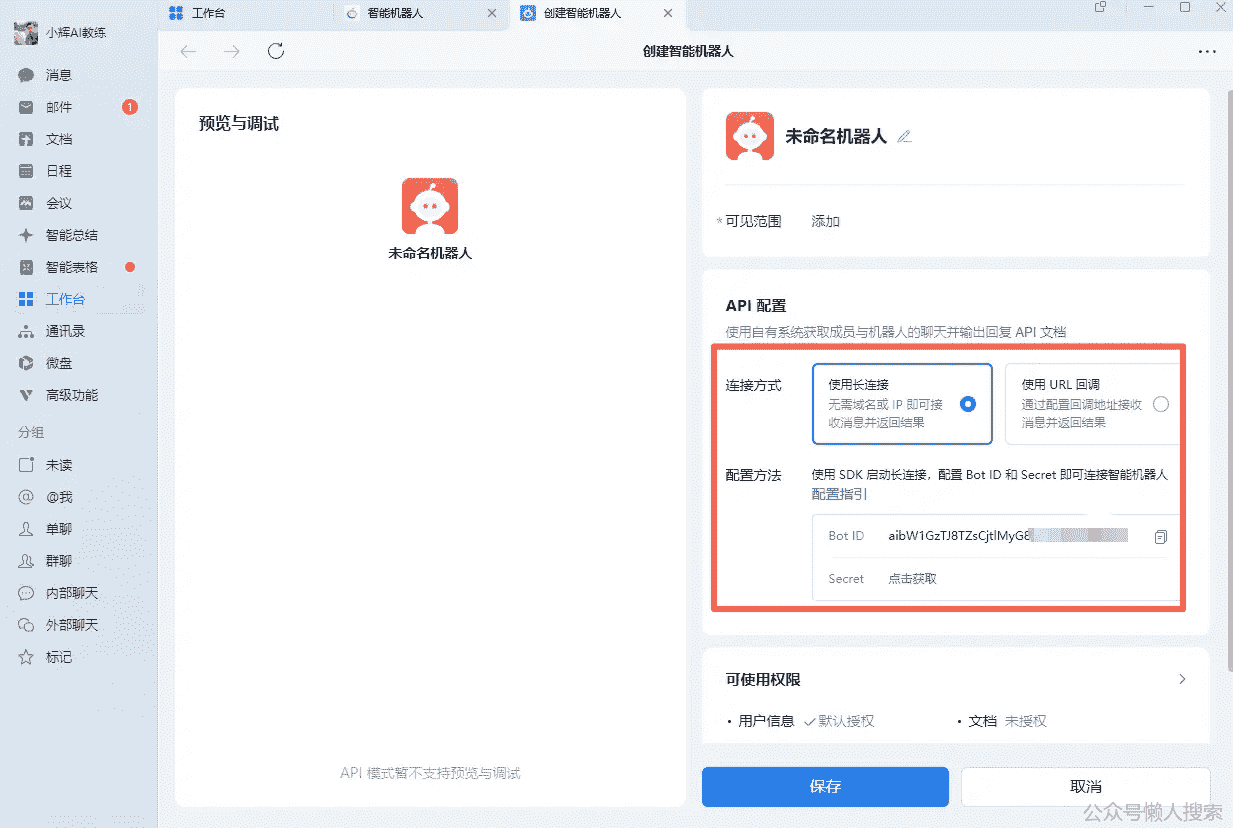 小辉AI教练
消息
邮件
1
文档
日程
会议
智能总结
智能表格
工作台
通讯录
微盘
高级功能
分组
未读
@我
单聊
群聊
内部聊天
外部聊天
标记
工作台
智能机器人
创建智能机器人
创建智能机器人
预览与调试
未命名机器人
API 模式暂不支持预览与调试
未命名机器人
*可见范围 添加
API 配置
使用自有系统获取成员与机器人的聊天并输出回复 API 文档
连接方式
使用长连接
无需域名或 IP 即可接
收消息并返回结果
使用 URL 回调
通过配置回调地址接收
消息并返回结果
配置方法
使用 SDK 启动长连接，配置 Bot ID 和 Secret 即可连接智能机器人
配置指引
Bot ID aibW1GzTJ8TZsCjtlMyG8
Secret 点击获取
可使用权限
· 用户信息 默认授权
· 文档 未授权
保存
取消
公众号懒人搜索